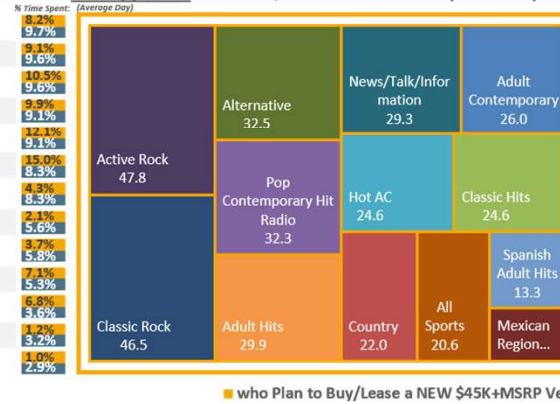 % Time Spent: (Average Day)
8.2%
9.7%
9.1%
9.6%
10.5%
9.6%
9.9%
9.1%
12.1%
9.1%
15.0%
8.3%
4.3%
8.3%
2.1%
5.6%
3.7%
5.8%
7.1%
5.3%
6.8%
3.6%
1.2%
3.2%
1.0%
2.9%
Active Rock
47.8
Classic Rock
46.5
Alternative
32.5
Pop
Contemporary Hit
Radio
32.3
Adult Hits
29.9
News/Talk/Infor
mation
29.3
Adult
Contemporary
26.0
Hot AC
24.6
Classic Hits
24.6
Country
22.0
All
Sports
20.6
Spanish
Adult Hits
13.3
Mexican
Region...
who Plan to Buy/Lease a NEW $45K+MSRP Ve